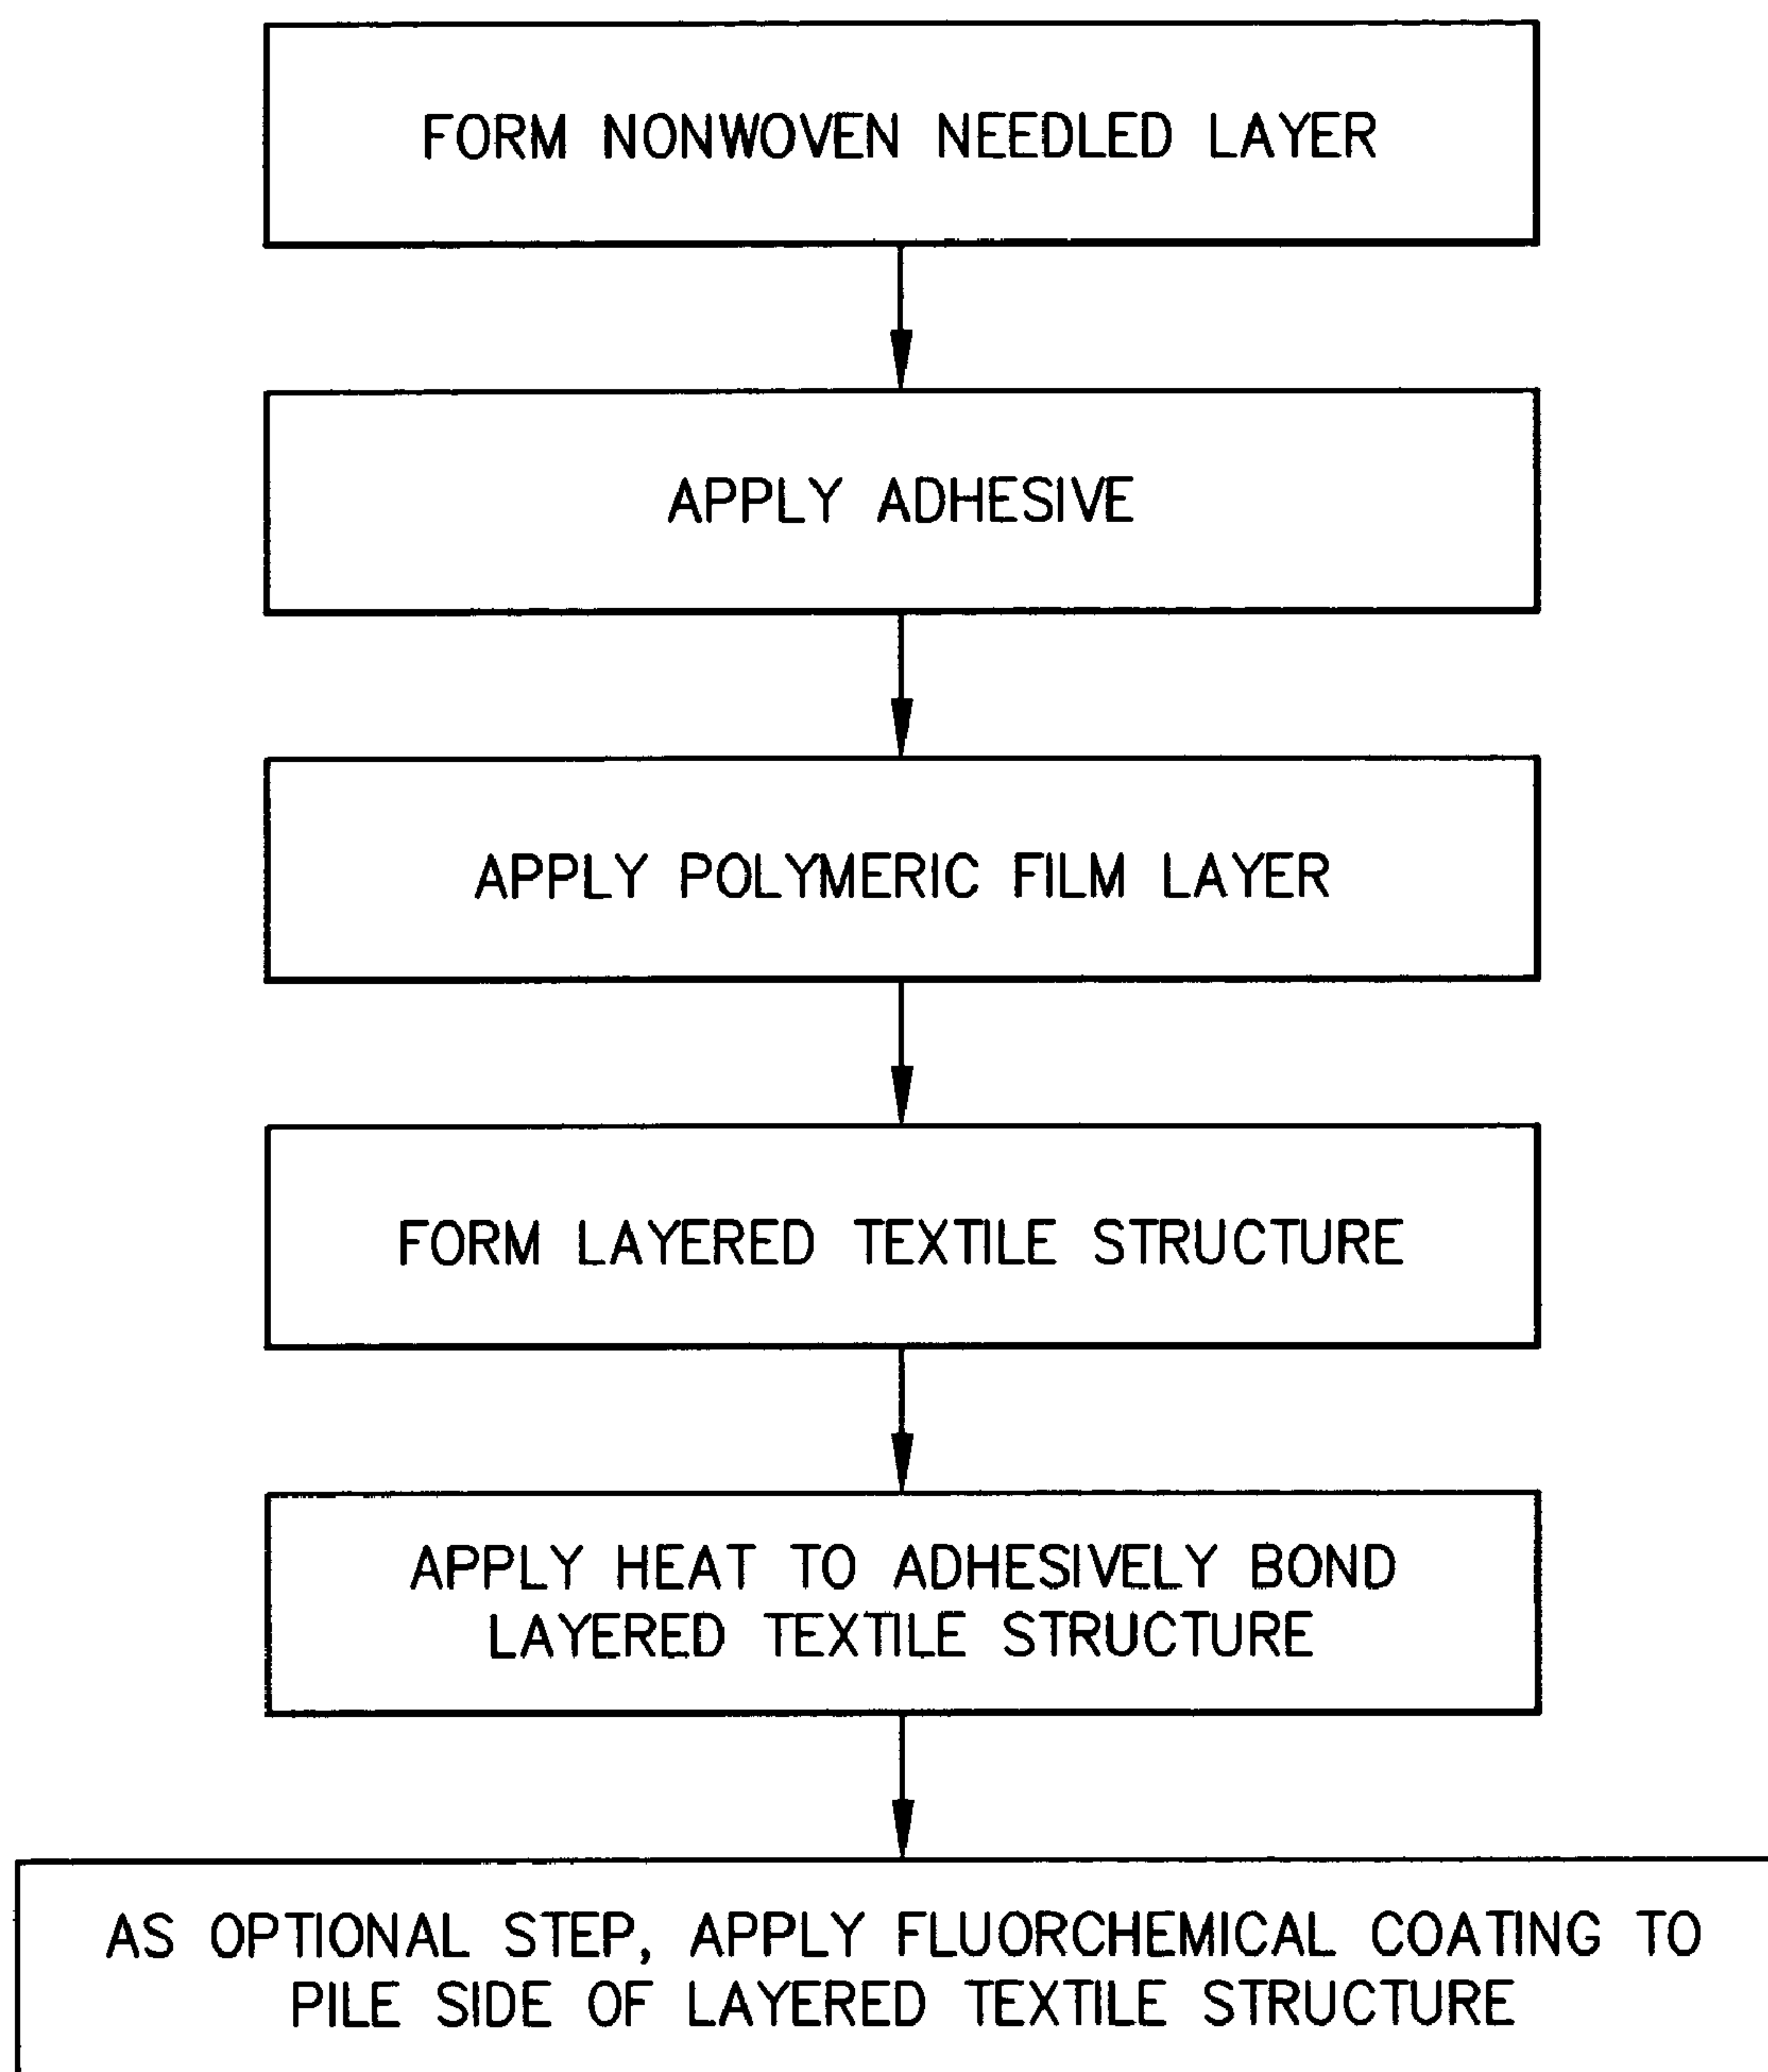 FORM NONWOVEN NEEDLED LAYER
APPLY ADHESIVE
APPLY POLYMERIC FILM LAYER
FORM LAYERED TEXTILE STRUCTURE
APPLY HEAT TO ADHESIVELY BOND
LAYERED TEXTILE STRUCTURE
AS OPTIONAL STEP, APPLY FLUORCHEMICAL COATING TO
PILE SIDE OF LAYERED TEXTILE STRUCTURE